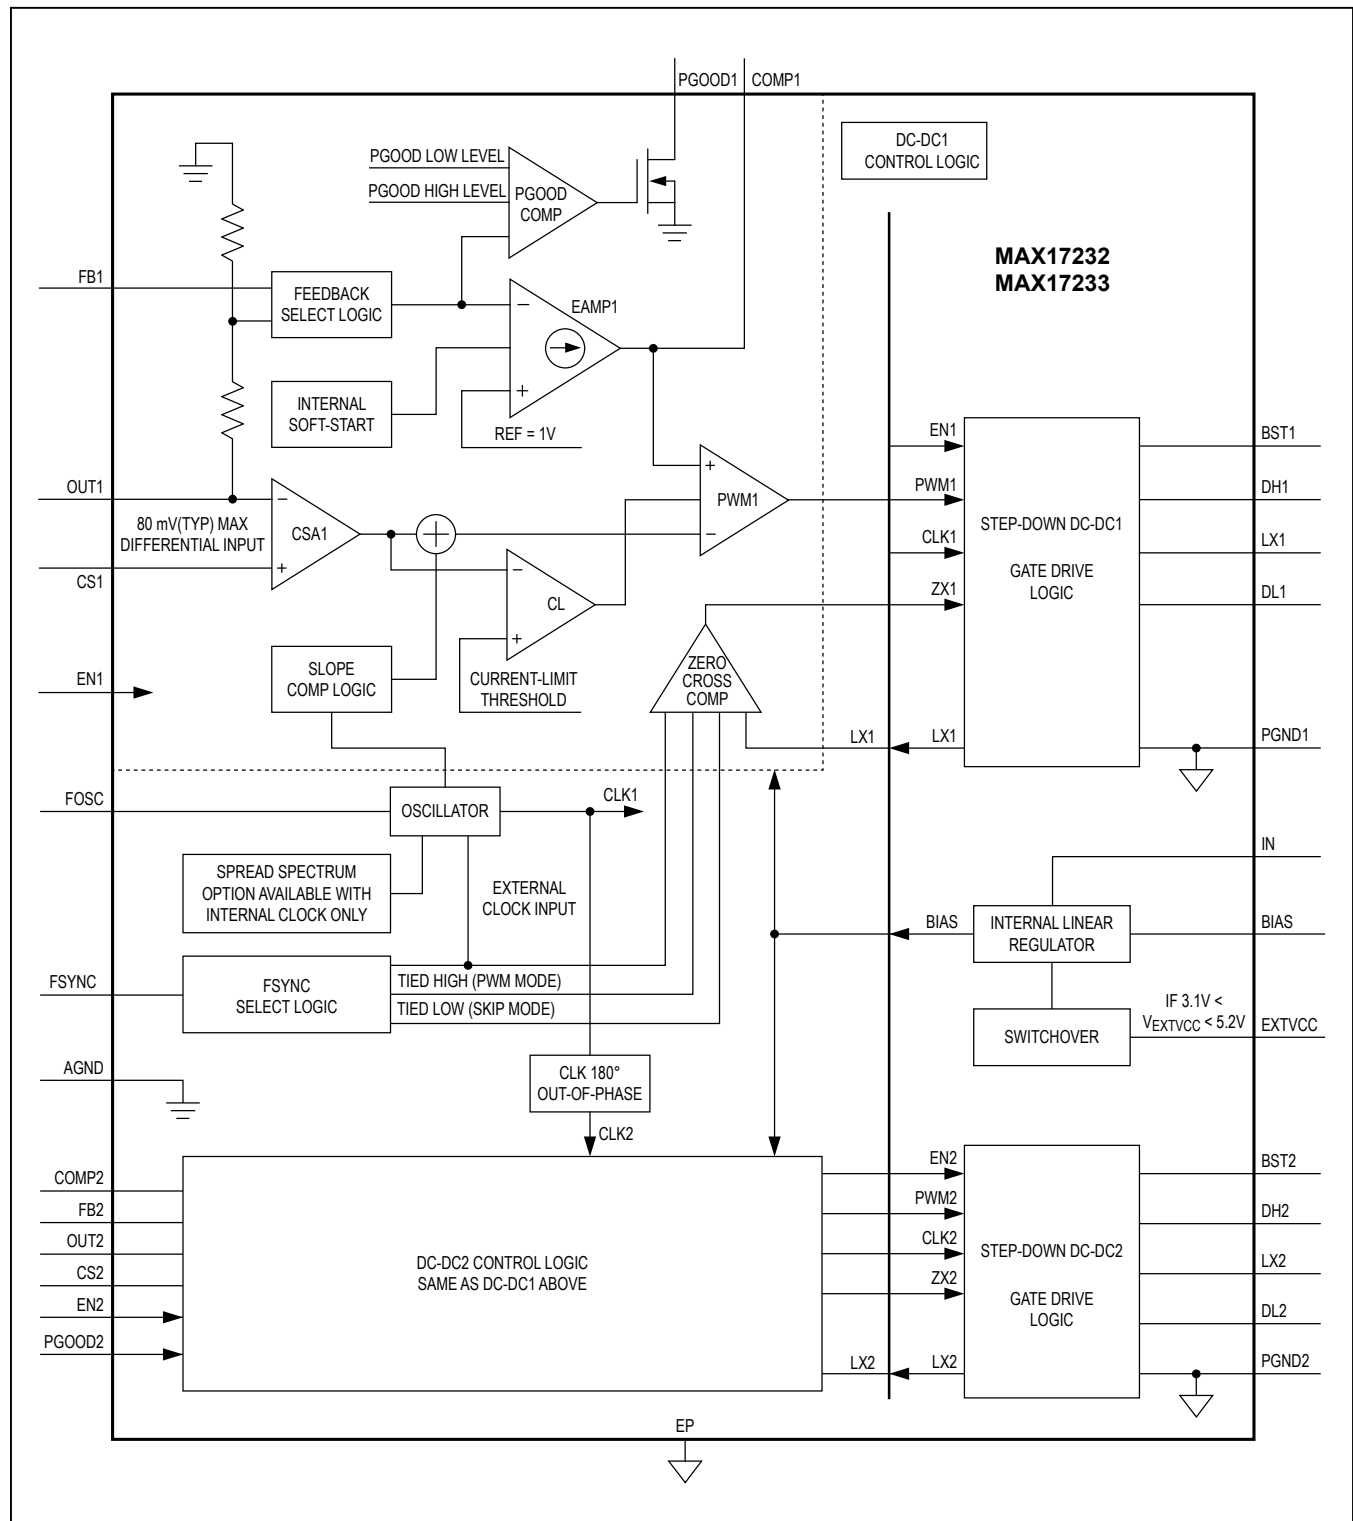 PGOOD1
COMP1
DC-DC1
CONTROL LOGIC
PGOOD LOW LEVEL
PGOOD HIGH LEVEL
PGOOD
COMP
MAX17232
MAX17233
FB1
FEEDBACK
SELECT LOGIC
EAMP1
−
+
INTERNAL
SOFT-START
REF = 1V
OUT1
80 mV(TYP) MAX
DIFFERENTIAL INPUT
CS1
−
CSA1
+
+
PWM1
−
−
CL
+
CURRENT-LIMIT
THRESHOLD
SLOPE
COMP LOGIC
ZERO
CROSS
COMP
EN1
EN1
PWM1
CLK1
ZX1
LX1
LX1
STEP-DOWN DC-DC1
GATE DRIVE
LOGIC
BST1
DH1
LX1
DL1
PGND1
FOSC
OSCILLATOR
CLK1
SPREAD SPECTRUM
OPTION AVAILABLE WITH
INTERNAL CLOCK ONLY
EXTERNAL
CLOCK INPUT
IN
BIAS
INTERNAL LINEAR
REGULATOR
BIAS
FSYNC
FSYNC
SELECT LOGIC
TIED HIGH (PWM MODE)
TIED LOW (SKIP MODE)
SWITCHOVER
IF 3.1V <
VEXTVCC < 5.2V
EXTVCC
AGND
CLK 180°
OUT-OF-PHASE
CLK2
COMP2
FB2
OUT2
CS2
EN2
PGOOD2
DC-DC2 CONTROL LOGIC
SAME AS DC-DC1 ABOVE
EN2
PWM2
CLK2
ZX2
LX2
LX2
STEP-DOWN DC-DC2
GATE DRIVE
LOGIC
BST2
DH2
LX2
DL2
PGND2
EP